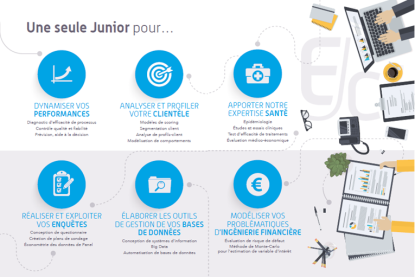 Une seule Junior pour...
DYNAMISER VOS
PERFORMANCES
Diagnostic d'efficacité de processus
Contrôle qualité et fiabilité
Prévision, aide à la décision
ANALYSER ET PROFILER
VOTRE CLIENTÈLE
Modèles de scoring
Segmentation client
Analyse de profils-client
Modélisation de comportements
APPORTER NOTRE
EXPERTISE SANTÉ
Epidémiologie
Études et essais cliniques
Test d'efficacité de traitements
Évaluation médico-économique
RÉALISER ET EXPLOITER
VOS ENQUÊTES
Conception de questionnaire
Création de plans de sondage
Économétrie des données de Panel
ÉLABORER LES OUTILS
DE GESTION DE VOS BASES
DE DONNÉES
Conception de systèmes d'information
Big Data
Automatisation de bases de données
MODÉLISER VOS
PROBLÉMATIQUES
D'INGÉNIERIE FINANCIÈRE
Évaluation de risque de défaut
Méthode de Monte-Carlo
pour l'estimation de variable d'intérêt